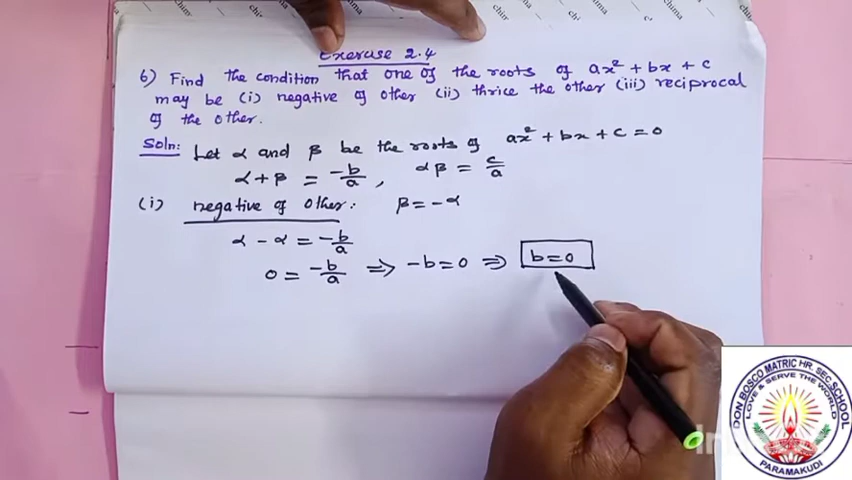 Exercise 2.4
6) Find the condition that one of the roots of ax² + bx + c
may be (i) negative of other (ii) thrice the other (iii) reciprocal
of the other.
Soln: Let α and β be the roots of ax² + bx + c = 0
α + β = -b/a, αβ = c/a
(i) negative of other: β = -α
α - α = -b/a
0 = -b/a ⇒ -b = 0 ⇒ b = 0
DON BOSCO MATRIC HR. SEC SCHOOL
LOVE & SERVE THE WORLD
PARAMAKUDI